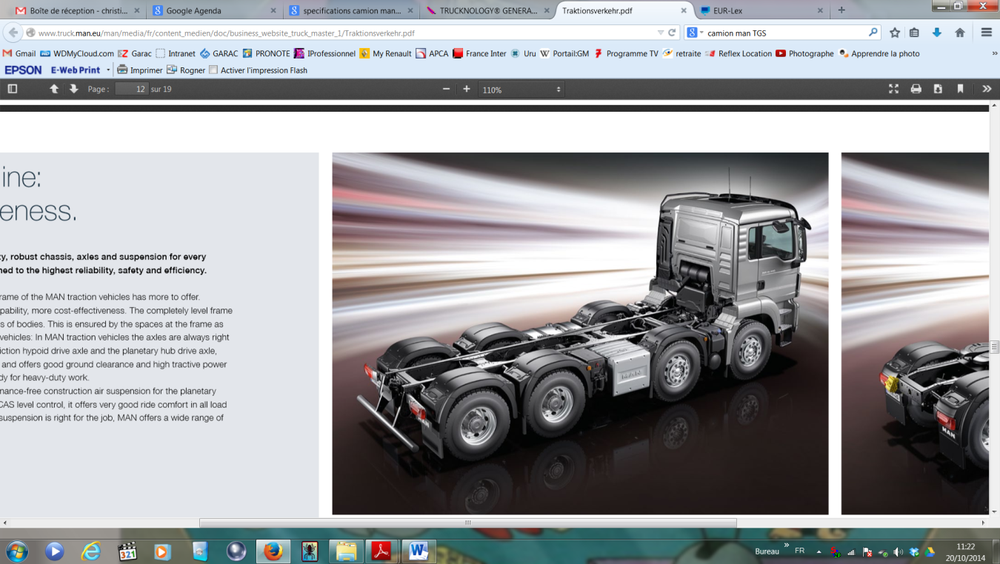 Boîte de réception - christi...
Google Agenda
specifications camion man...
TRUCKNOLOGY® GENERA...
Traktionsverkehr.pdf
EUR-Lex
www.truck.man.eu/man/media/fr/content_medien/doc/business_website_truck_master_1/Traktionsverkehr.pdf
camion man TGS
Gmail WDMyCloud.com Garac Intranet GARAC PRONOTE IProfessionnel My Renault APCA France Inter Uru Portail:GM Programme TV retraite Reflex Location Photographe Apprendre la photo
EPSON E-Web Print Imprimer Rogner Activer l'impression Flash
Page : 12 sur 19 110%
ine:
eness.
ty, robust chassis, axles and suspension for every
ned to the highest reliability, safety and efficiency.
rame of the MAN traction vehicles has more to offer.
pability, more cost-effectiveness. The completely level frame
s of bodies. This is ensured by the spaces at the frame as
vehicles: In MAN traction vehicles the axles are always right
iction hypoid drive axle and the planetary hub drive axle,
and offers good ground clearance and high tractive power
dy for heavy-duty work.
nance-free construction air suspension for the planetary
CAS level control, it offers very good ride comfort in all load
suspension is right for the job, MAN offers a wide range of
MAN
MAN
MAN
321
Bureau FR
11:22
20/10/2014